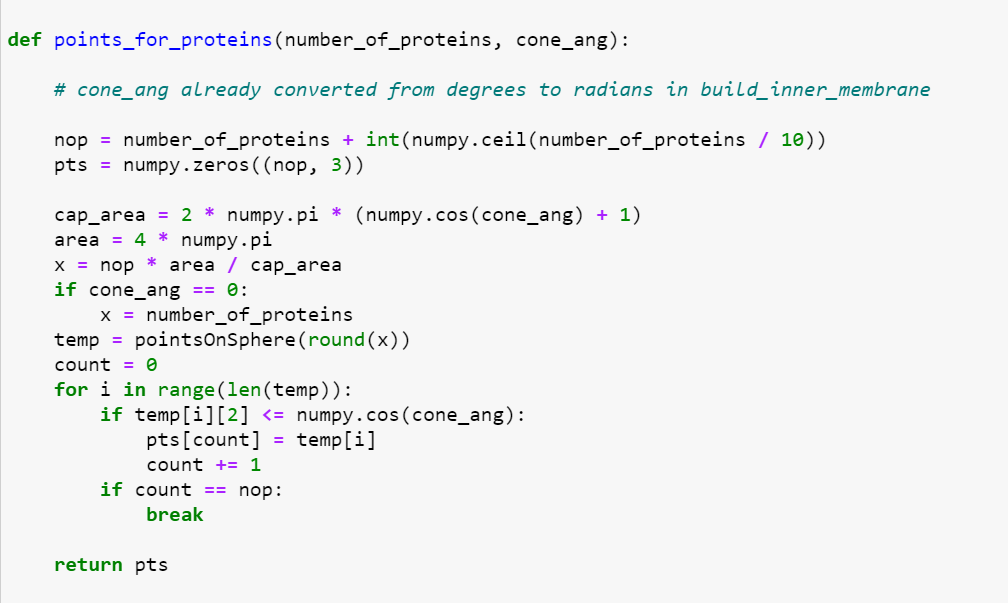 def points_for_proteins(number_of_proteins, cone_ang):
    # cone_ang already converted from degrees to radians in build_inner_membrane
    nop = number_of_proteins + int(numpy.ceil(number_of_proteins / 10))
    pts = numpy.zeros((nop, 3))
    cap_area = 2 * numpy.pi * (numpy.cos(cone_ang) + 1)
    area = 4 * numpy.pi
    x = nop * area / cap_area
    if cone_ang == 0:
        x = number_of_proteins
    temp = pointsOnSphere(round(x))
    count = 0
    for i in range(len(temp)):
        if temp[i][2] <= numpy.cos(cone_ang):
            pts[count] = temp[i]
            count += 1
        if count == nop:
            break
    return pts